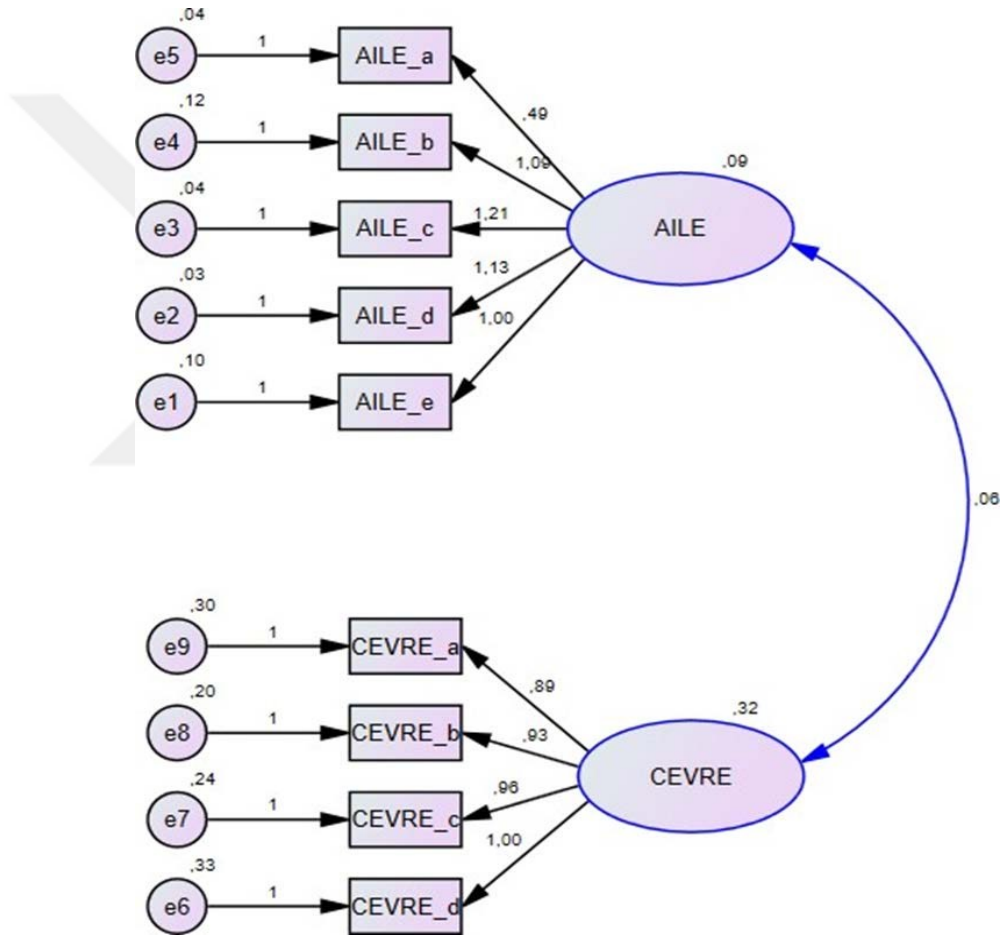 ,04
e5 1 AILE_a
,49
,12
e4 1 AILE_b
1,09
,09
,04
e3 1 AILE_c
1,21
AILE
,03
e2 1 AILE_d
1,13
,10
e1 1 AILE_e
1,00
,06
,30
e9 1 CEVRE_a
,89
,20
e8 1 CEVRE_b
,93
,32
,24
e7 1 CEVRE_c
,96
CEVRE
,33
e6 1 CEVRE_d
1,00